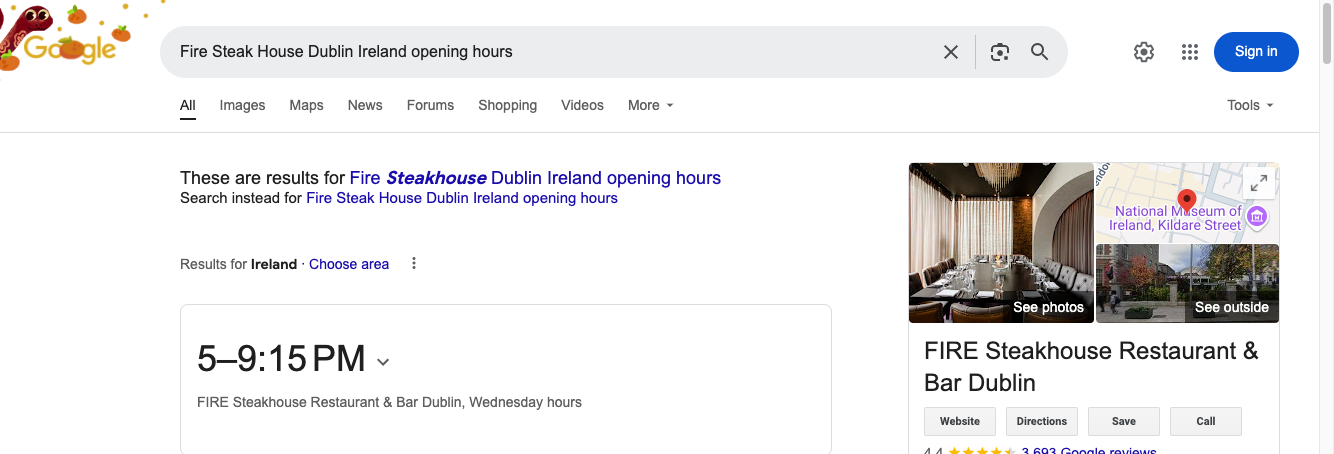 Google
Fire Steak House Dublin Ireland opening hours
Sign in
All Images Maps News Forums Shopping Videos More
Tools
These are results for Fire Steakhouse Dublin Ireland opening hours
Search instead for Fire Steak House Dublin Ireland opening hours
Results for Ireland · Choose area
5–9:15 PM
FIRE Steakhouse Restaurant & Bar Dublin, Wednesday hours
National Museum of
Ireland, Kildare Street
See photos
See outside
FIRE Steakhouse Restaurant &
Bar Dublin
Website Directions Save Call
4.4 3,693 Google reviews